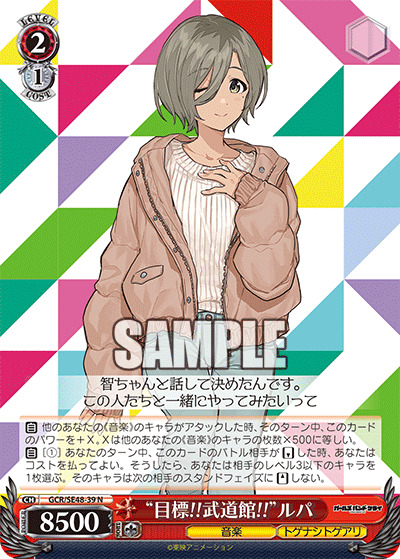 LEVEL
2
1
COST
SAMPLE
智ちゃんと話して決めたんです。
この人たちと一緒にやってみたいって
自 他のあなたの《音楽》のキャラがアタックした時、そのターン中、このカード
のパワーを+X。Xは他のあなたの《音楽》のキャラの枚数×500に等しい。
自 [①] あなたのターン中、このカードのバトル相手が した時、あなたは
コストを払ってよい。そうしたら、あなたは相手のレベル3以下のキャラを
1枚選び、そのキャラは次の相手のスタンドフェイズに しない。
CH
GCR/SE48-39 N
8500
“目標!!武道館!!”ルパ
ガールズバンドクライ
音楽
トゲナシトゲアリ
©東映アニメーション